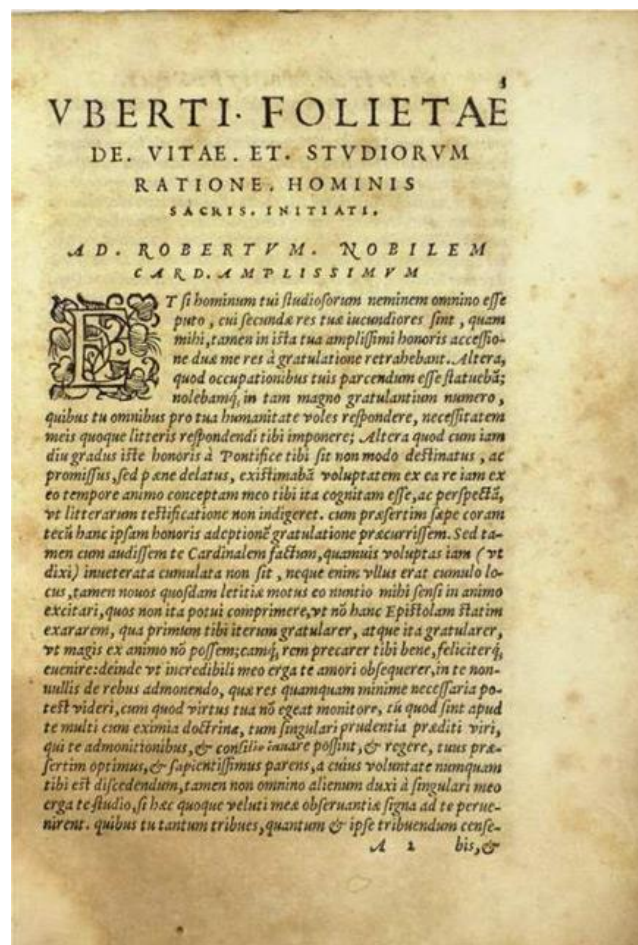 3
VBERTI· FOLIETAE
DE. VITAE. ET. STVDIORVM
RATIONE. HOMINIS
SACRIS. INITIATI.
AD. ROBERTVM. NOBILEM
CARD. AMPLISSIMVM
ET si hominum tui studiosorum neminem omnino esse
puto, cui secundæ res tuæ iucundiores sint, quam
mihi, tamen in ista tua amplissimi honoris accessio-
ne duæ me res à gratulatione retrahebant. Altera,
quod occupationibus tuis parcendum esse statuebā;
nolebamq́, in tam magno gratulantium numero,
quibus tu omnibus pro tua humanitate voles respondere, necessitatem
meis quoque litteris respondendi tibi imponere; Altera quod cum iam
diu gradus iste honoris à Pontifice tibi sit non modo destinatus, ac
promissus, sed pæne delatus, existimabā voluptatem ex ea re iam ex
eo tempore animo conceptam meo tibi ita cognitam esse, ac perspectā,
vt litterarum testificatione non indigeret. cum præsertim sæpe coram
tecū hanc ipsam honoris adeptionē gratulatione præcurrissem. Sed ta-
men cum audissem te Cardinalem factum, quamuis voluptas iam (vt
dixi) inueterata cumulata non sit, neque enim vllus erat cumulo lo-
cus, tamen nouos quosdam letitiæ motus eo nuntio mihi sensi in animo
excitari, quos non ita potui comprimere, vt nō hanc Epistolam statim
exararem, qua primum tibi iterum gratularer, atque ita gratularer,
vt magis ex animo nō possem; eamq́, rem precarer tibi bene, feliciterq́,
euenire: deinde vt incredibili meo erga te amori obsequerer, in te non-
nullis de rebus admonendo, quæ res quamquam minime necessaria po-
test videri, cum quod virtus tua nō egeat monitore, tū quod sint apud
te multi cum eximia doctrina, tum singulari prudentia præditi viri,
qui te admonitionibus, & consilio iuuare possint, & regere, tuus præ-
sertim optimus, & sapientissimus parens, a cuius voluntate numquam
tibi est discedendum, tamen non omnino alienum duxi à singulari meo
erga te studio, si hæc quoque veluti meæ obseruantiæ signa ad te perue-
nirent. quibus tu tantum tribues, quantum & ipse tribuendum cense-
A 2 bis, &